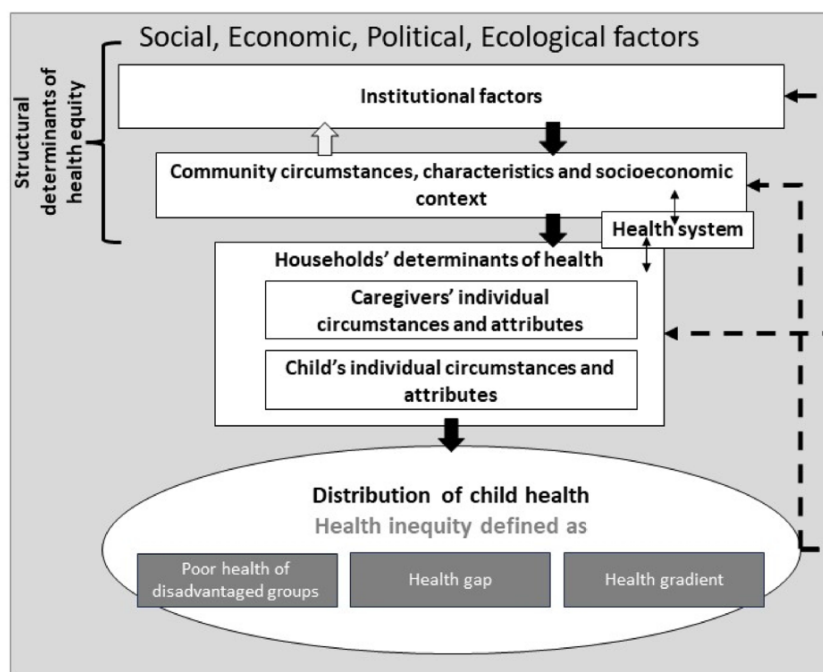 Social, Economic, Political, Ecological factors
Structural
determinants of
health equity
Institutional factors
Community circumstances, characteristics and socioeconomic
context
Health system
Households’ determinants of health
Caregivers’ individual
circumstances and attributes
Child’s individual circumstances and
attributes
Distribution of child health
Health inequity defined as
Poor health of
disadvantaged groups
Health gap
Health gradient